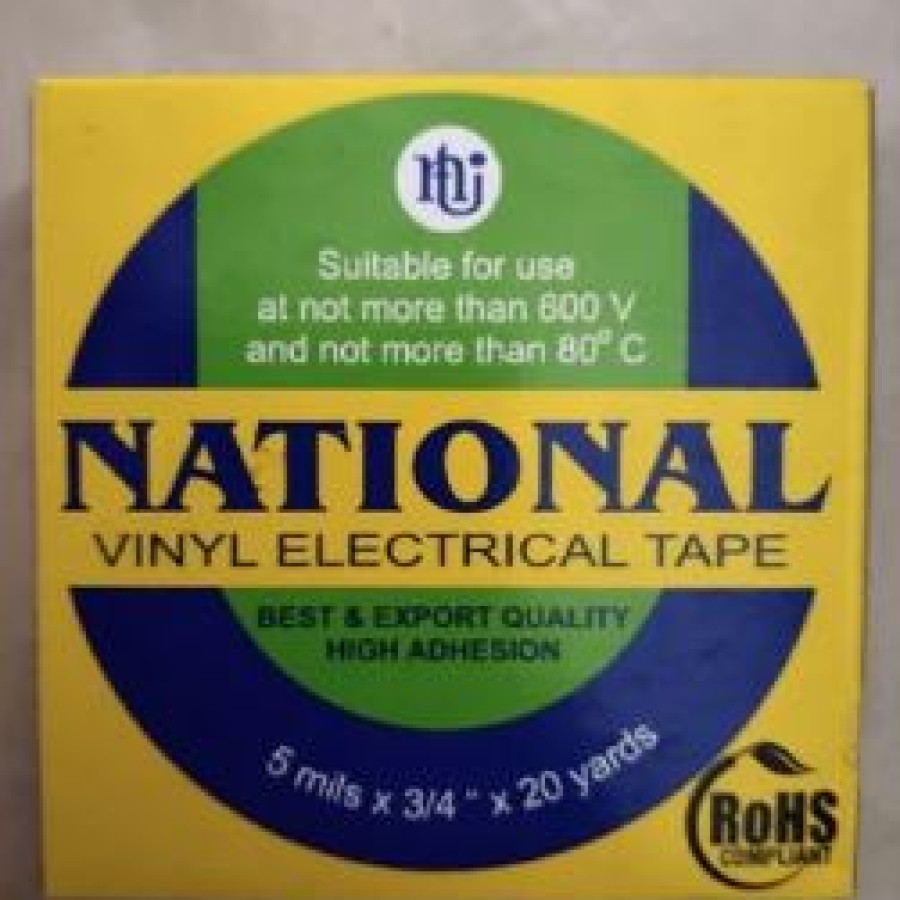 Suitable for use
at not more than 600 V
and not more than 80° C
NATIONAL
VINYL ELECTRICAL TAPE
BEST & EXPORT QUALITY
HIGH ADHESION
5 mils x 3/4 " x 20 yards
RoHS
COMPLIANT